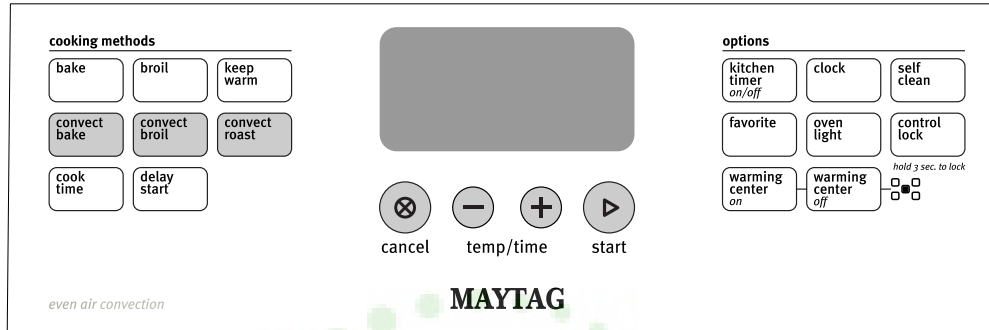 cooking methods
bake
broil
keep
warm
convect
bake
convect
broil
convect
roast
cook
time
delay
start
cancel
temp/time
start
options
kitchen
timer
on/off
clock
self
clean
favorite
oven
light
control
lock
hold 3 sec. to lock
warming
center
on
warming
center
off
even air convection
MAYTAG